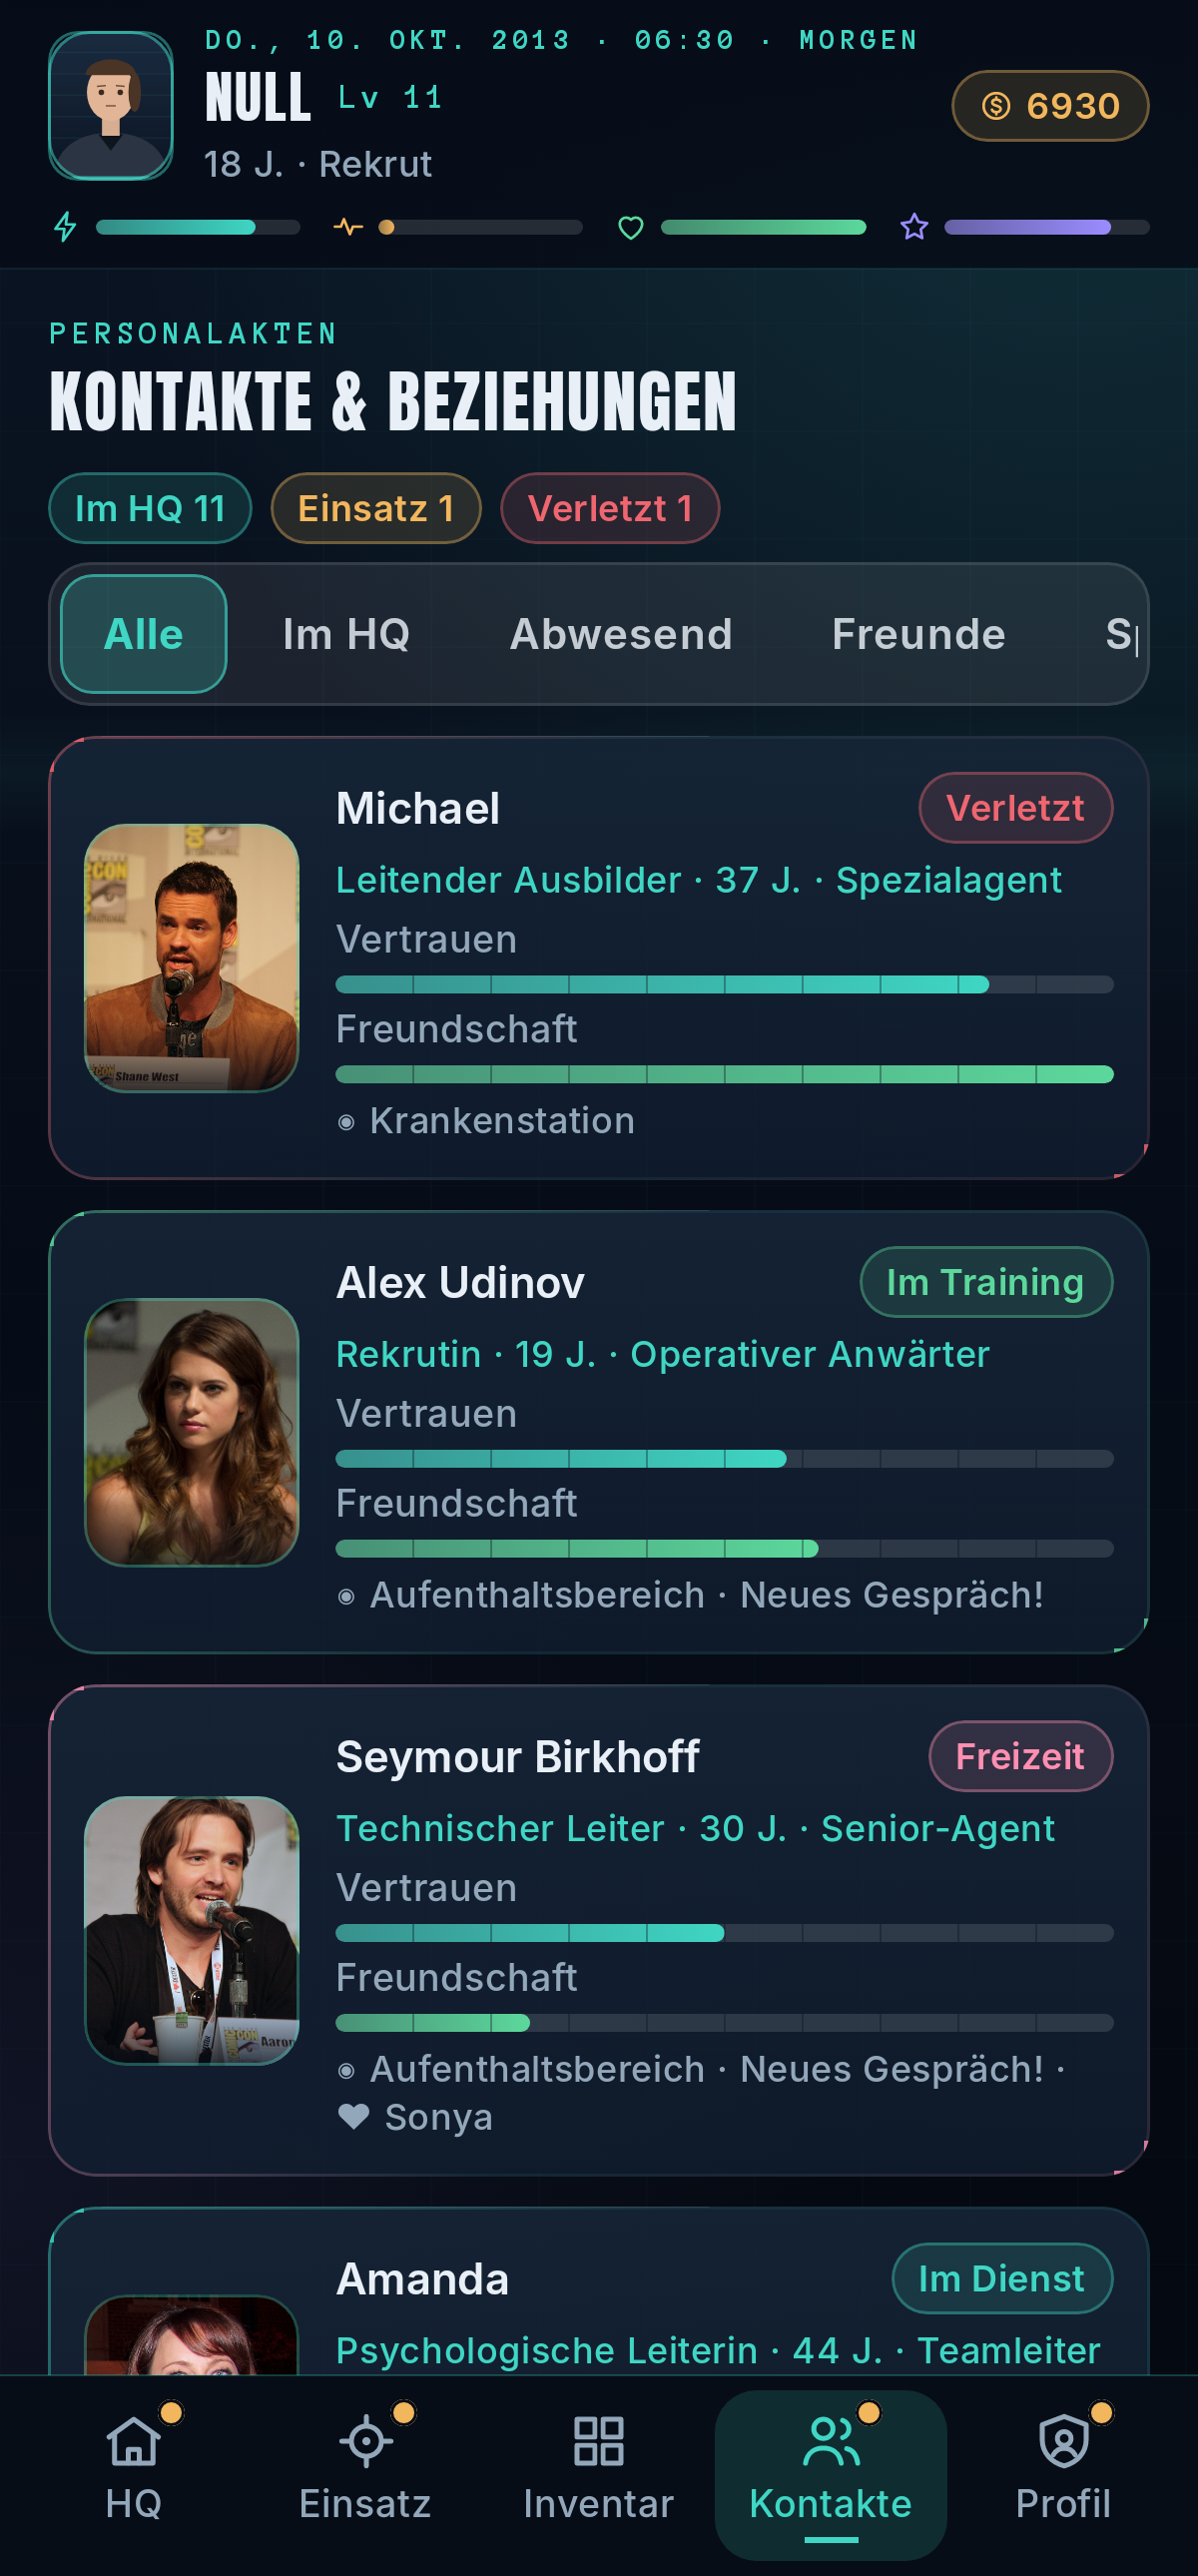 DO., 10. OKT. 2013 · 06:30 · MORGEN
NULL Lv 11
6930
18 J. · Rekrut
PERSONALAKTEN
KONTAKTE & BEZIEHUNGEN
Im HQ 11 Einsatz 1 Verletzt 1
Alle Im HQ Abwesend Freunde
Michael Verletzt
Leitender Ausbilder · 37 J. · Spezialagent
Vertrauen
Freundschaft
◉ Krankenstation
CON
Shane West
Alex Udinov Im Training
Rekrutin · 19 J. · Operativer Anwärter
Vertrauen
Freundschaft
◉ Aufenthaltsbereich · Neues Gespräch!
Seymour Birkhoff Freizeit
Technischer Leiter · 30 J. · Senior-Agent
Vertrauen
Freundschaft
◉ Aufenthaltsbereich · Neues Gespräch! ·
♥ Sonya
Aaron
Amanda Im Dienst
Psychologische Leiterin · 44 J. · Teamleiter
HQ Einsatz Inventar Kontakte Profil